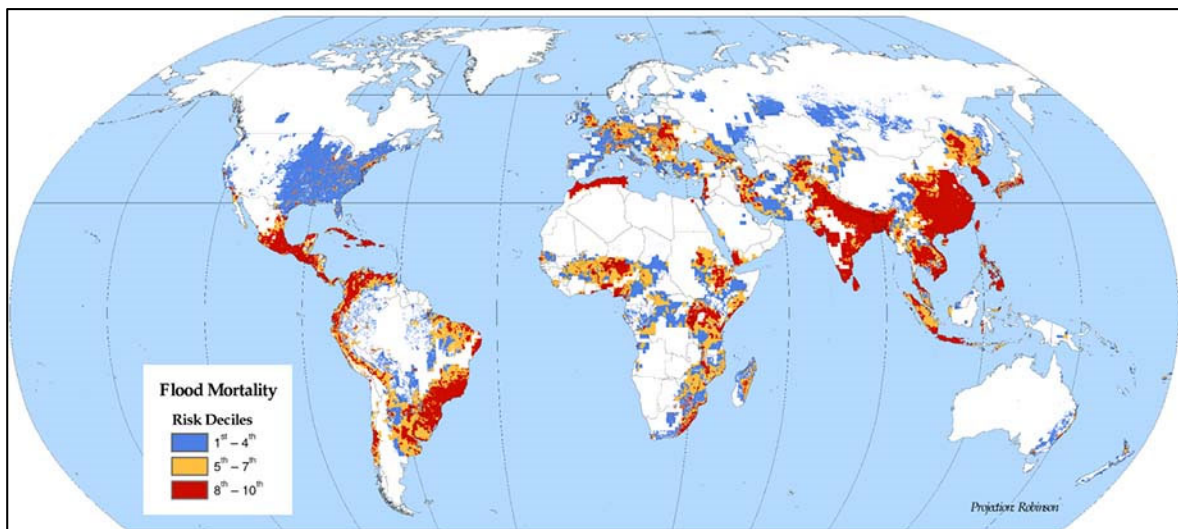 Flood Mortality
Risk Deciles
1st – 4th
5th – 7th
8th – 10th
Projection: Robinson